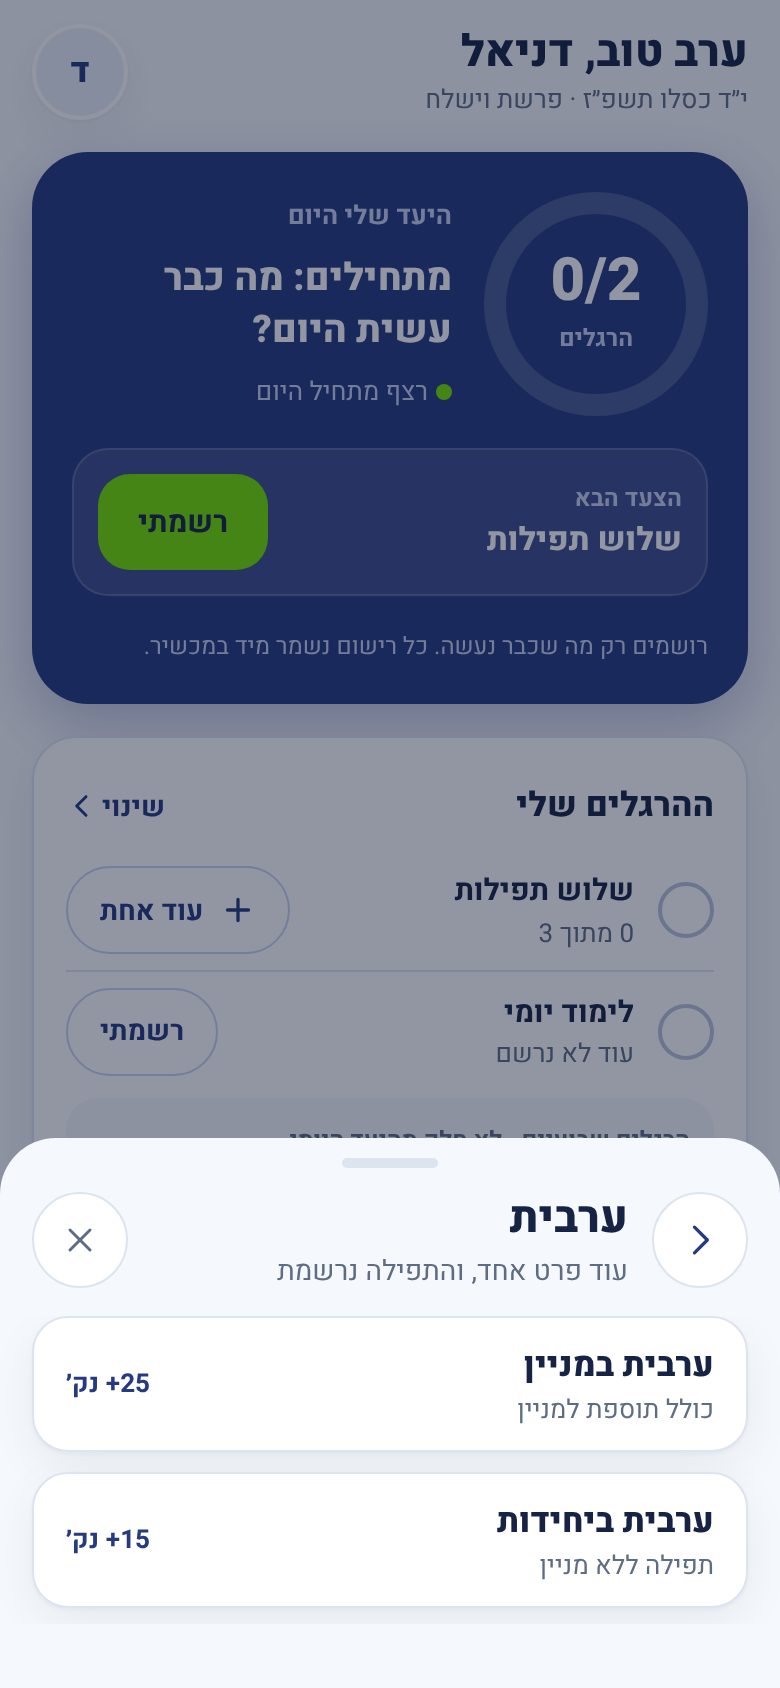 ערב טוב, דניאל
ד
י״ד כסלו תשפ״ז · פרשת וישלח
0/2
הרגלים
היעד שלי היום
מתחילים: מה כבר
עשית היום?
רצף מתחיל היום
הצעד הבא
שלוש תפילות
רשמתי
רושמים רק מה שכבר נעשה. כל רישום נשמר מיד במכשיר.
ההרגלים שלי
שינוי
שלוש תפילות
0 מתוך 3
עוד אחת
לימוד יומי
עוד לא נרשם
רשמתי
ערבית
עוד פרט אחד, והתפילה נרשמת
ערבית במניין
כולל תוספת למניין
+25 נק׳
ערבית ביחידות
תפילה ללא מניין
+15 נק׳